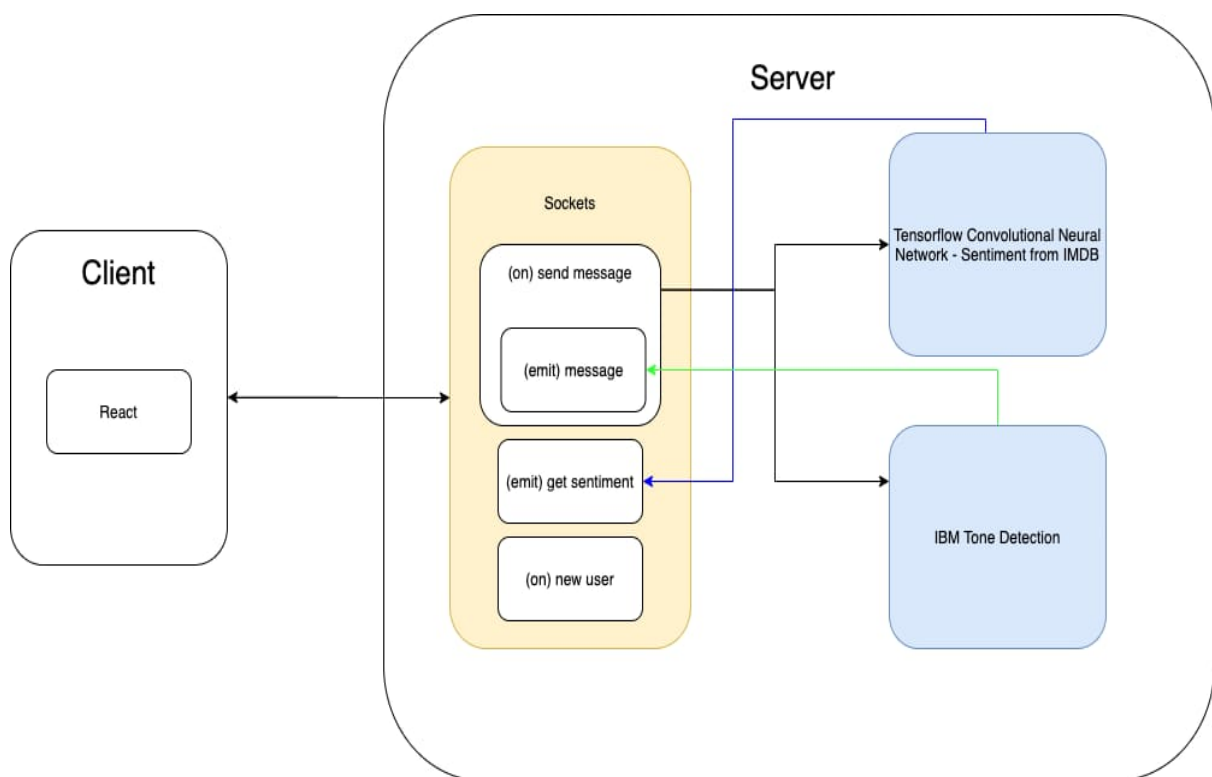 Server
Client
React
Sockets
(on) send message
(emit) message
(emit) get sentiment
(on) new user
Tensorflow Convolutional Neural
Network - Sentiment from IMDB
IBM Tone Detection